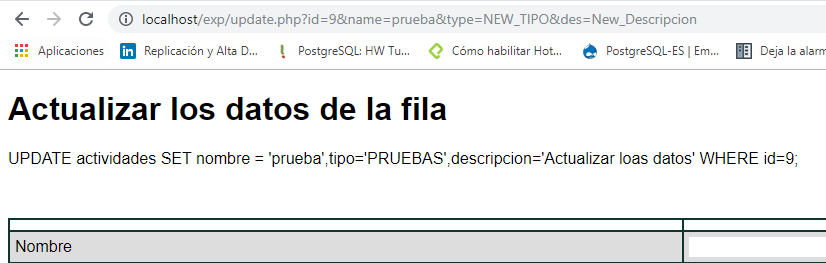 localhost/exp/update.php?id=9&name=prueba&type=NEW_TIPO&des=New_Descripcion
Aplicaciones Replicación y Alta D... PostgreSQL: HW Tu... Cómo habilitar Hot... PostgreSQL-ES | Em... Deja la alarm
Actualizar los datos de la fila
UPDATE actividades SET nombre = 'prueba',tipo='PRUEBAS',descripcion='Actualizar loas datos' WHERE id=9;
Nombre